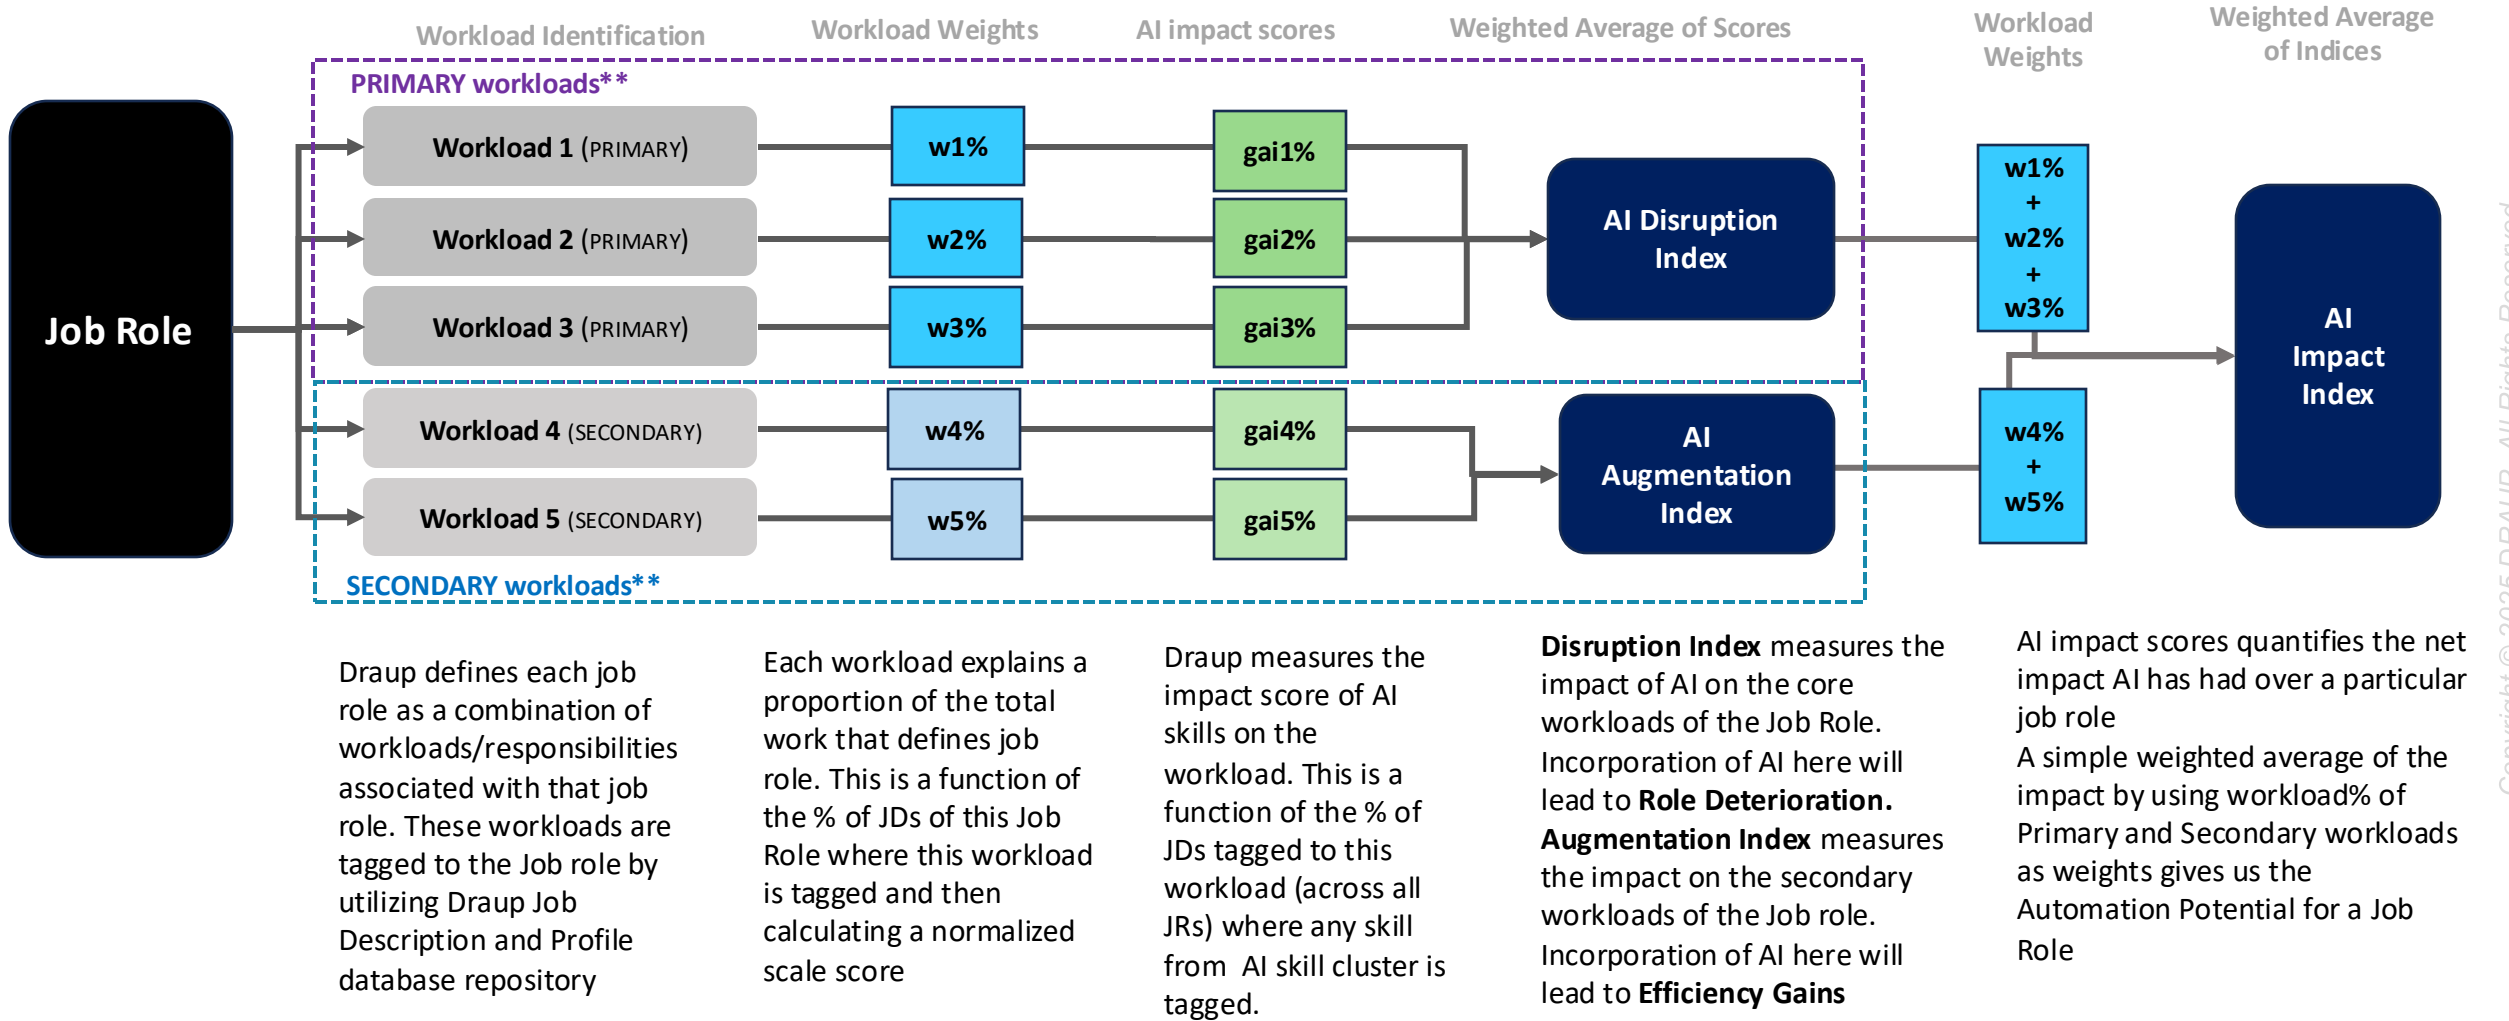 Workload Identification
Workload Weights
AI impact scores
Weighted Average of Scores
Workload
Weights
Weighted Average
of Indices
PRIMARY workloads**
Job Role
Workload 1 (PRIMARY)
w1%
gai1%
Workload 2 (PRIMARY)
w2%
gai2%
Workload 3 (PRIMARY)
w3%
gai3%
AI Disruption
Index
w1%
+
w2%
+
w3%
AI
Impact
Index
Workload 4 (SECONDARY)
w4%
gai4%
Workload 5 (SECONDARY)
w5%
gai5%
AI
Augmentation
Index
w4%
+
w5%
SECONDARY workloads**
Draup defines each job
role as a combination of
workloads/responsibilities
associated with that job
role. These workloads are
tagged to the Job role by
utilizing Draup Job
Description and Profile
database repository
Each workload explains a
proportion of the total
work that defines job
role. This is a function of
the % of JDs of this Job
Role where this workload
is tagged and then
calculating a normalized
scale score
Draup measures the
impact score of AI
skills on the
workload. This is a
function of the % of
JDs tagged to this
workload (across all
JRs) where any skill
from AI skill cluster is
tagged.
Disruption Index measures the
impact of AI on the core
workloads of the Job Role.
Incorporation of AI here will
lead to Role Deterioration.
Augmentation Index measures
the impact on the secondary
workloads of the Job role.
Incorporation of AI here will
lead to Efficiency Gains
AI impact scores quantifies the net
impact AI has had over a particular
job role
A simple weighted average of the
impact by using workload% of
Primary and Secondary workloads
as weights gives us the
Automation Potential for a Job
Role
Copyright © 2025 DRAUP. All Rights Reserved